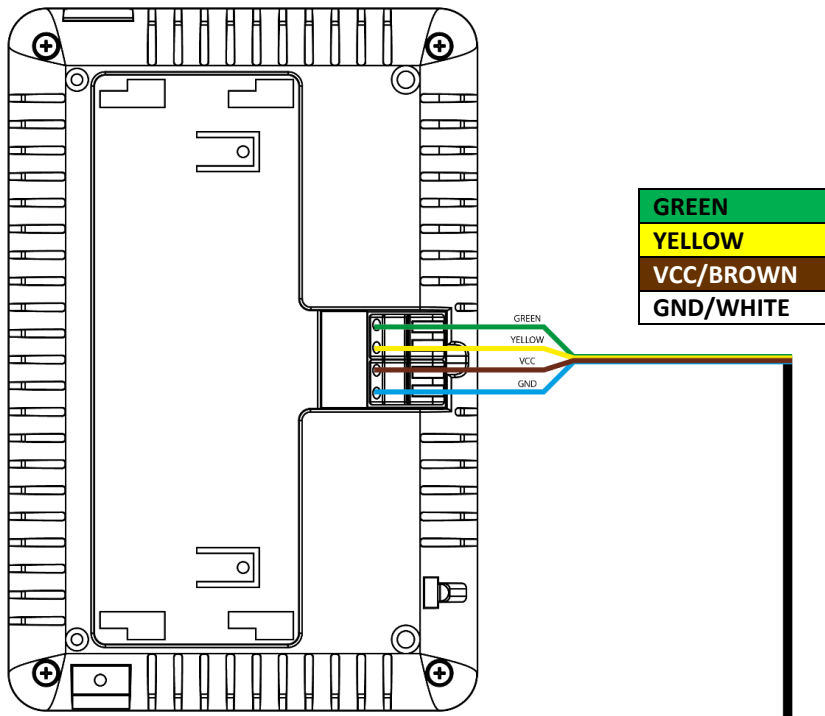 GREEN
YELLOW
VCC/BROWN
GND/WHITE
GREEN
YELLOW
VCC
GND